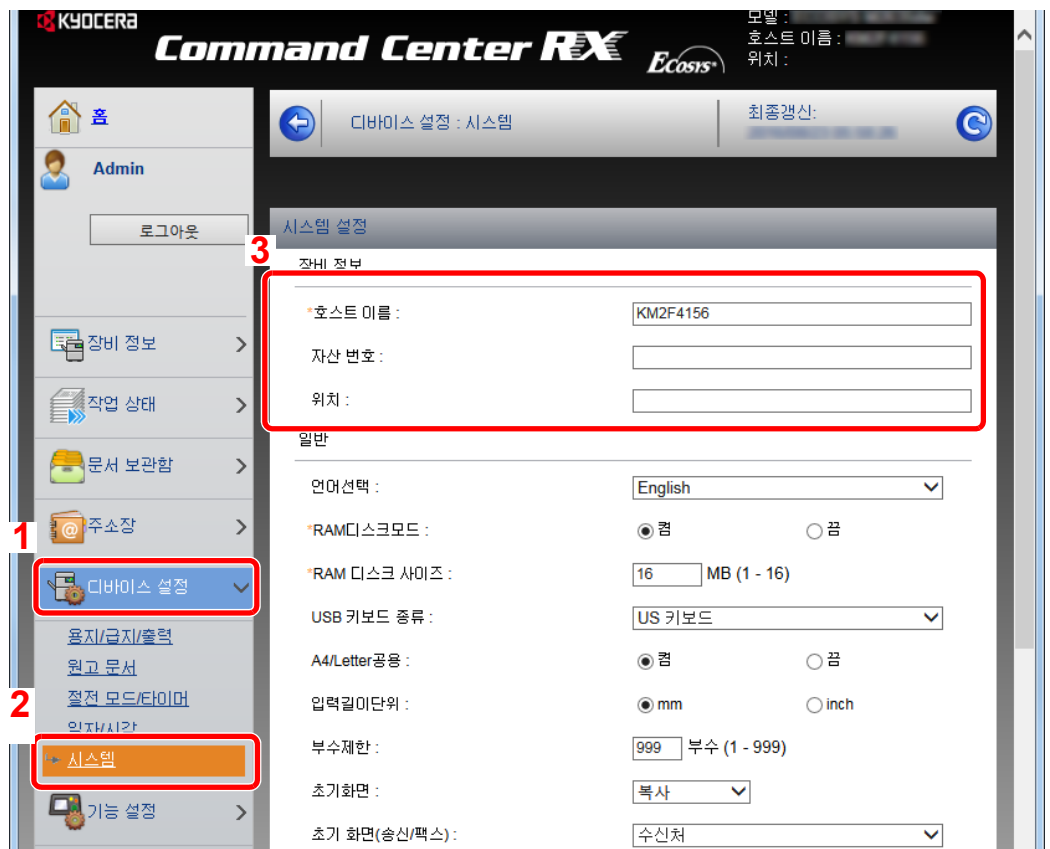 KYOCERA
Command Center RX
Ecosys
모델 :
호스트 이름 :
위치 :
홈
Admin
로그아웃
장비 정보
작업 상태
문서 보관함
주소장
1
디바이스 설정
용지/급지/출력
원고 문서
절전 모드/타이머
일자/시각
2
시스템
기능 설정
디바이스 설정 : 시스템
최종갱신:
시스템 설정
3
장비 정보
*호스트 이름 :
KM2F4156
자산 번호 :
위치 :
일반
언어선택 :
English
*RAM디스크모드 :
켬
끔
*RAM 디스크 사이즈 :
16
MB (1 - 16)
USB 키보드 종류 :
US 키보드
A4/Letter공용 :
켬
끔
입력길이단위 :
mm
inch
부수제한 :
999
부수 (1 - 999)
초기화면 :
복사
초기 화면(송신/팩스) :
수신처